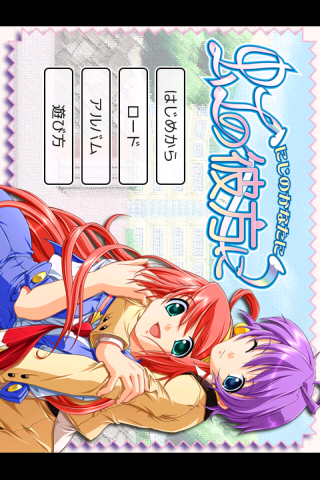 虹の彼方に
にじのかなたに
はじめから
ロード
アルバム
遊び方